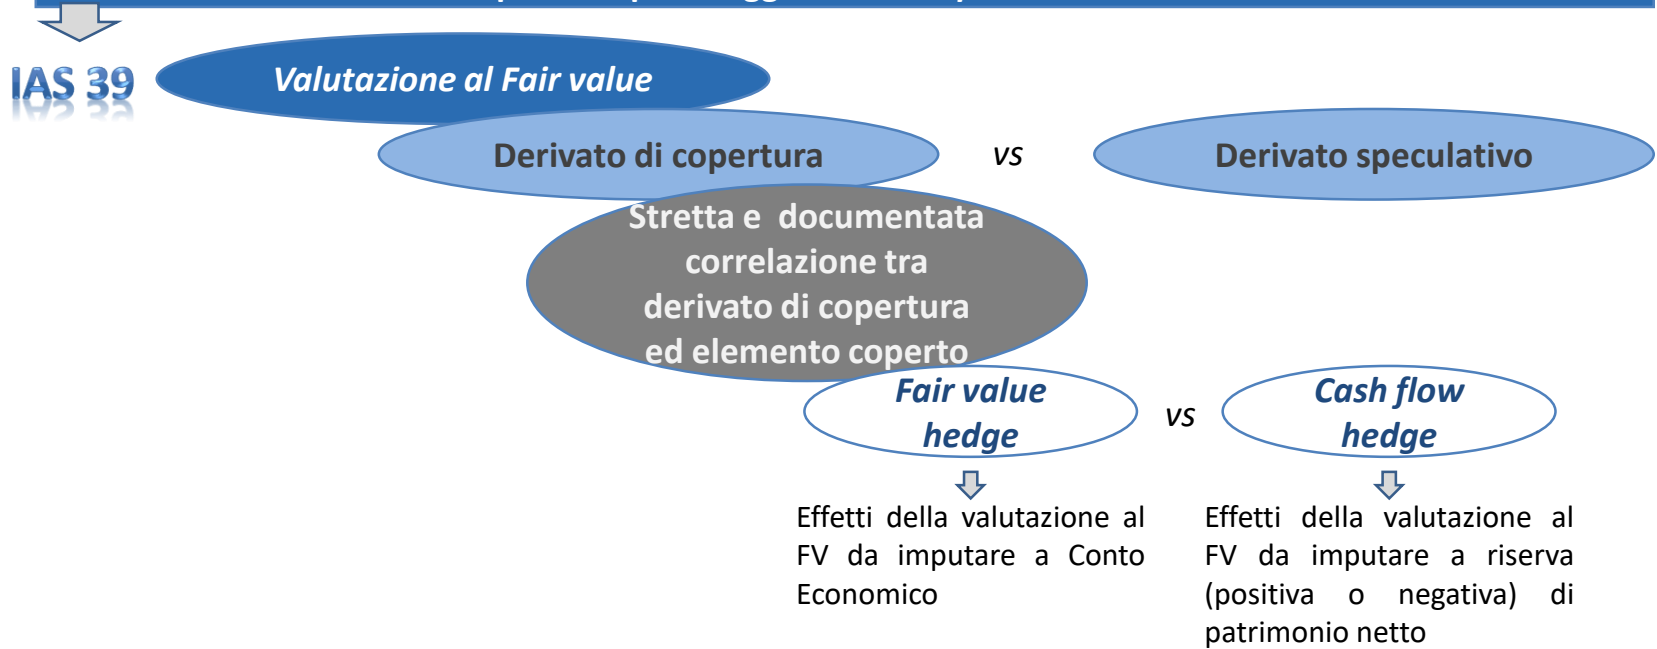 IAS 39
Valutazione al Fair value
Derivato di copertura
vs
Derivato speculativo
Stretta e documentata
correlazione tra
derivato di copertura
ed elemento coperto
Fair value
hedge
vs
Cash flow
hedge
Effetti della valutazione al
FV da imputare a Conto
Economico
Effetti della valutazione al
FV da imputare a riserva
(positiva o negativa) di
patrimonio netto